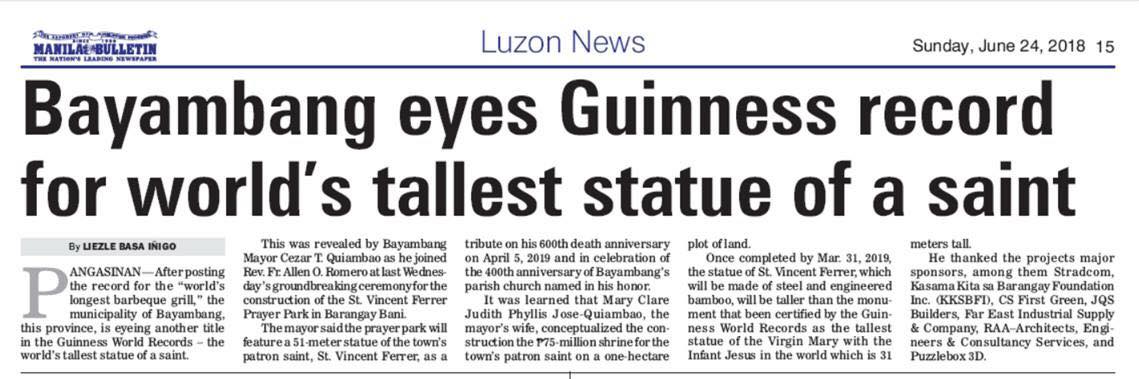 MANILA BULLETIN
THE NATION'S LEADING NEWSPAPER
Luzon News
Sunday, June 24, 2018 15
Bayambang eyes Guinness record
for world's tallest statue of a saint
By LIEZLE BASA IÑIGO
PANGASINAN—After posting
the record for the "world's
longest barbeque grill," the
municipality of Bayambang,
this province, is eyeing another title
in the Guinness World Records – the
world's tallest statue of a saint.
This was revealed by Bayambang
Mayor Cezar T. Quiambao as he joined
Rev. Fr. Allen O. Romero at last Wednes-
day's groundbreaking ceremony for the
construction of the St. Vincent Ferrer
Prayer Park in Barangay Bani.
The mayor said the prayer park will
feature a 51-meter statue of the town's
patron saint, St. Vincent Ferrer, as a
tribute on his 600th death anniversary
on April 5, 2019 and in celebration of
the 400th anniversary of Bayambang's
parish church named in his honor.
It was learned that Mary Clare
Judith Phyllis Jose-Quiambao, the
mayor's wife, conceptualized the con-
struction the ₱75-million shrine for the
town's patron saint on a one-hectare
plot of land.
Once completed by Mar. 31, 2019,
the statue of St. Vincent Ferrer, which
will be made of steel and engineered
bamboo, will be taller than the monu-
ment that been certified by the Guin-
ness World Records as the tallest
statue of the Virgin Mary with the
Infant Jesus in the world which is 31
meters tall.
He thanked the projects major
sponsors, among them Stradcom,
Kasama Kita sa Barangay Foundation
Inc. (KKSBFI), CS First Green, JQS
Builders, Far East Industrial Supply
& Company, RAA–Architects, Engi-
neers & Consultancy Services, and
Puzzlebox 3D.